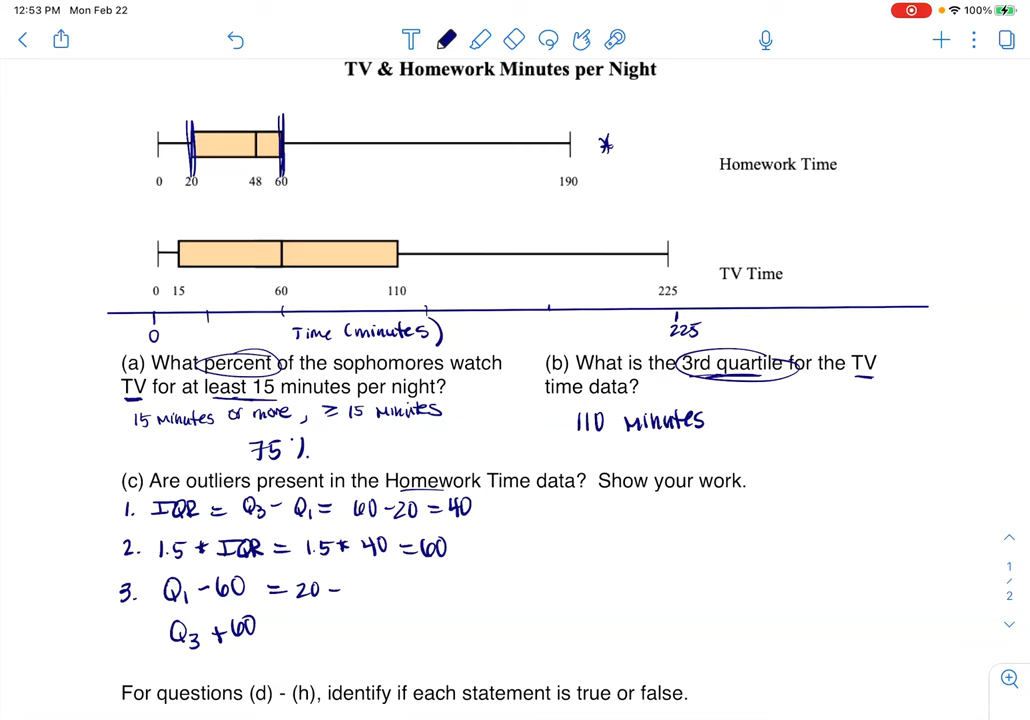 12:53 PM Mon Feb 22
100%
TV & Homework Minutes per Night
Homework Time
0 20 48 60 190
TV Time
0 15 60 110 225
0 Time (minutes) 225
(a) What percent of the sophomores watch
TV for at least 15 minutes per night?
15 minutes or more, ≥ 15 minutes
75%
(b) What is the 3rd quartile for the TV
time data?
110 minutes
(c) Are outliers present in the Homework Time data? Show your work.
1. IQR = Q3 - Q1 = 60 - 20 = 40
2. 1.5 * IQR = 1.5 * 40 = 60
3. Q1 - 60 = 20 -
Q3 + 60
For questions (d) - (h), identify if each statement is true or false.
1
/
2